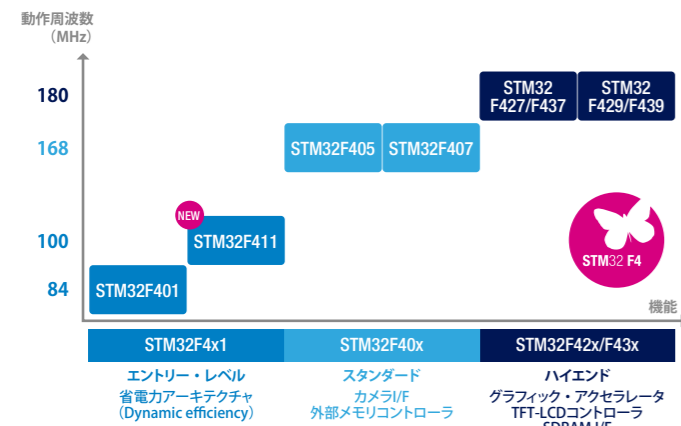 動作周波数
（MHz）
180
STM32
F427/F437
STM32
F429/F439
168
STM32F405
STM32F407
NEW
100
STM32F411
STM32 F4
84
STM32F401
機能
STM32F4x1
STM32F40x
STM32F42x/F43x
エントリー・レベル
省電力アーキテクチャ
（Dynamic efficiency）
スタンダード
カメラI/F
外部メモリコントローラ
ハイエンド
グラフィック・アクセラレータ
TFT-LCDコントローラ
SDRAM I/F